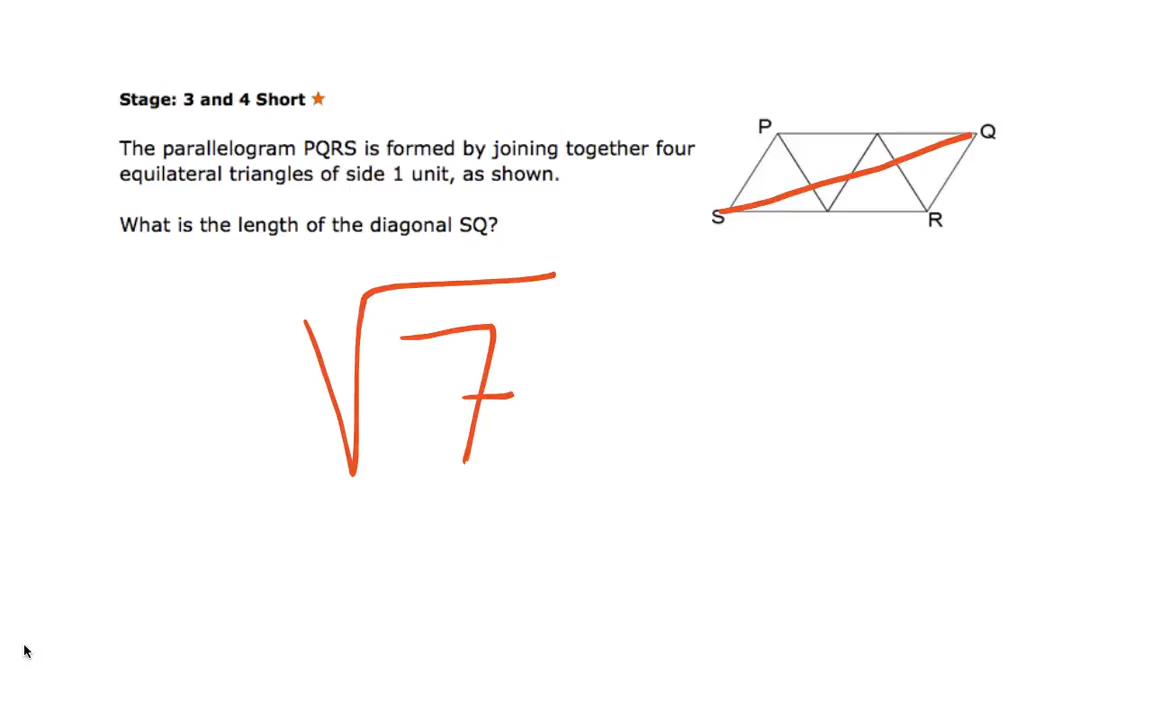 Stage: 3 and 4 Short ★
The parallelogram PQRS is formed by joining together four
equilateral triangles of side 1 unit, as shown.
What is the length of the diagonal SQ?
P
Q
S
R
√7